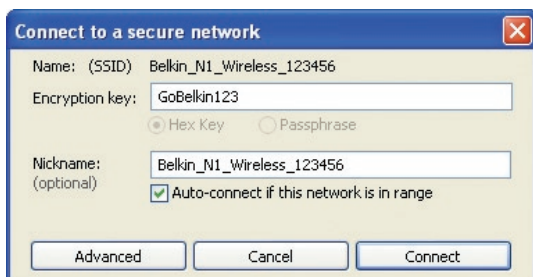 Connect to a secure network
Name: (SSID) Belkin_N1_Wireless_123456
Encryption key: GoBelkin123
Hex Key Passphrase
Nickname: Belkin_N1_Wireless_123456
(optional)
Auto-connect if this network is in range
Advanced Cancel Connect